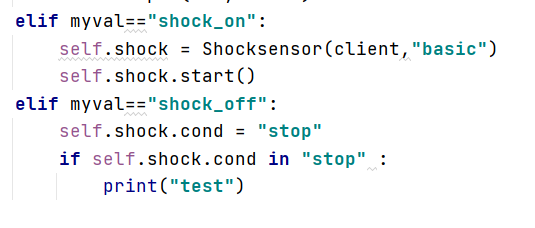 elif myval=="shock_on":
    self.shock = Shocksensor(client,"basic")
    self.shock.start()
elif myval=="shock_off":
    self.shock.cond = "stop"
    if self.shock.cond in "stop" :
        print("test")